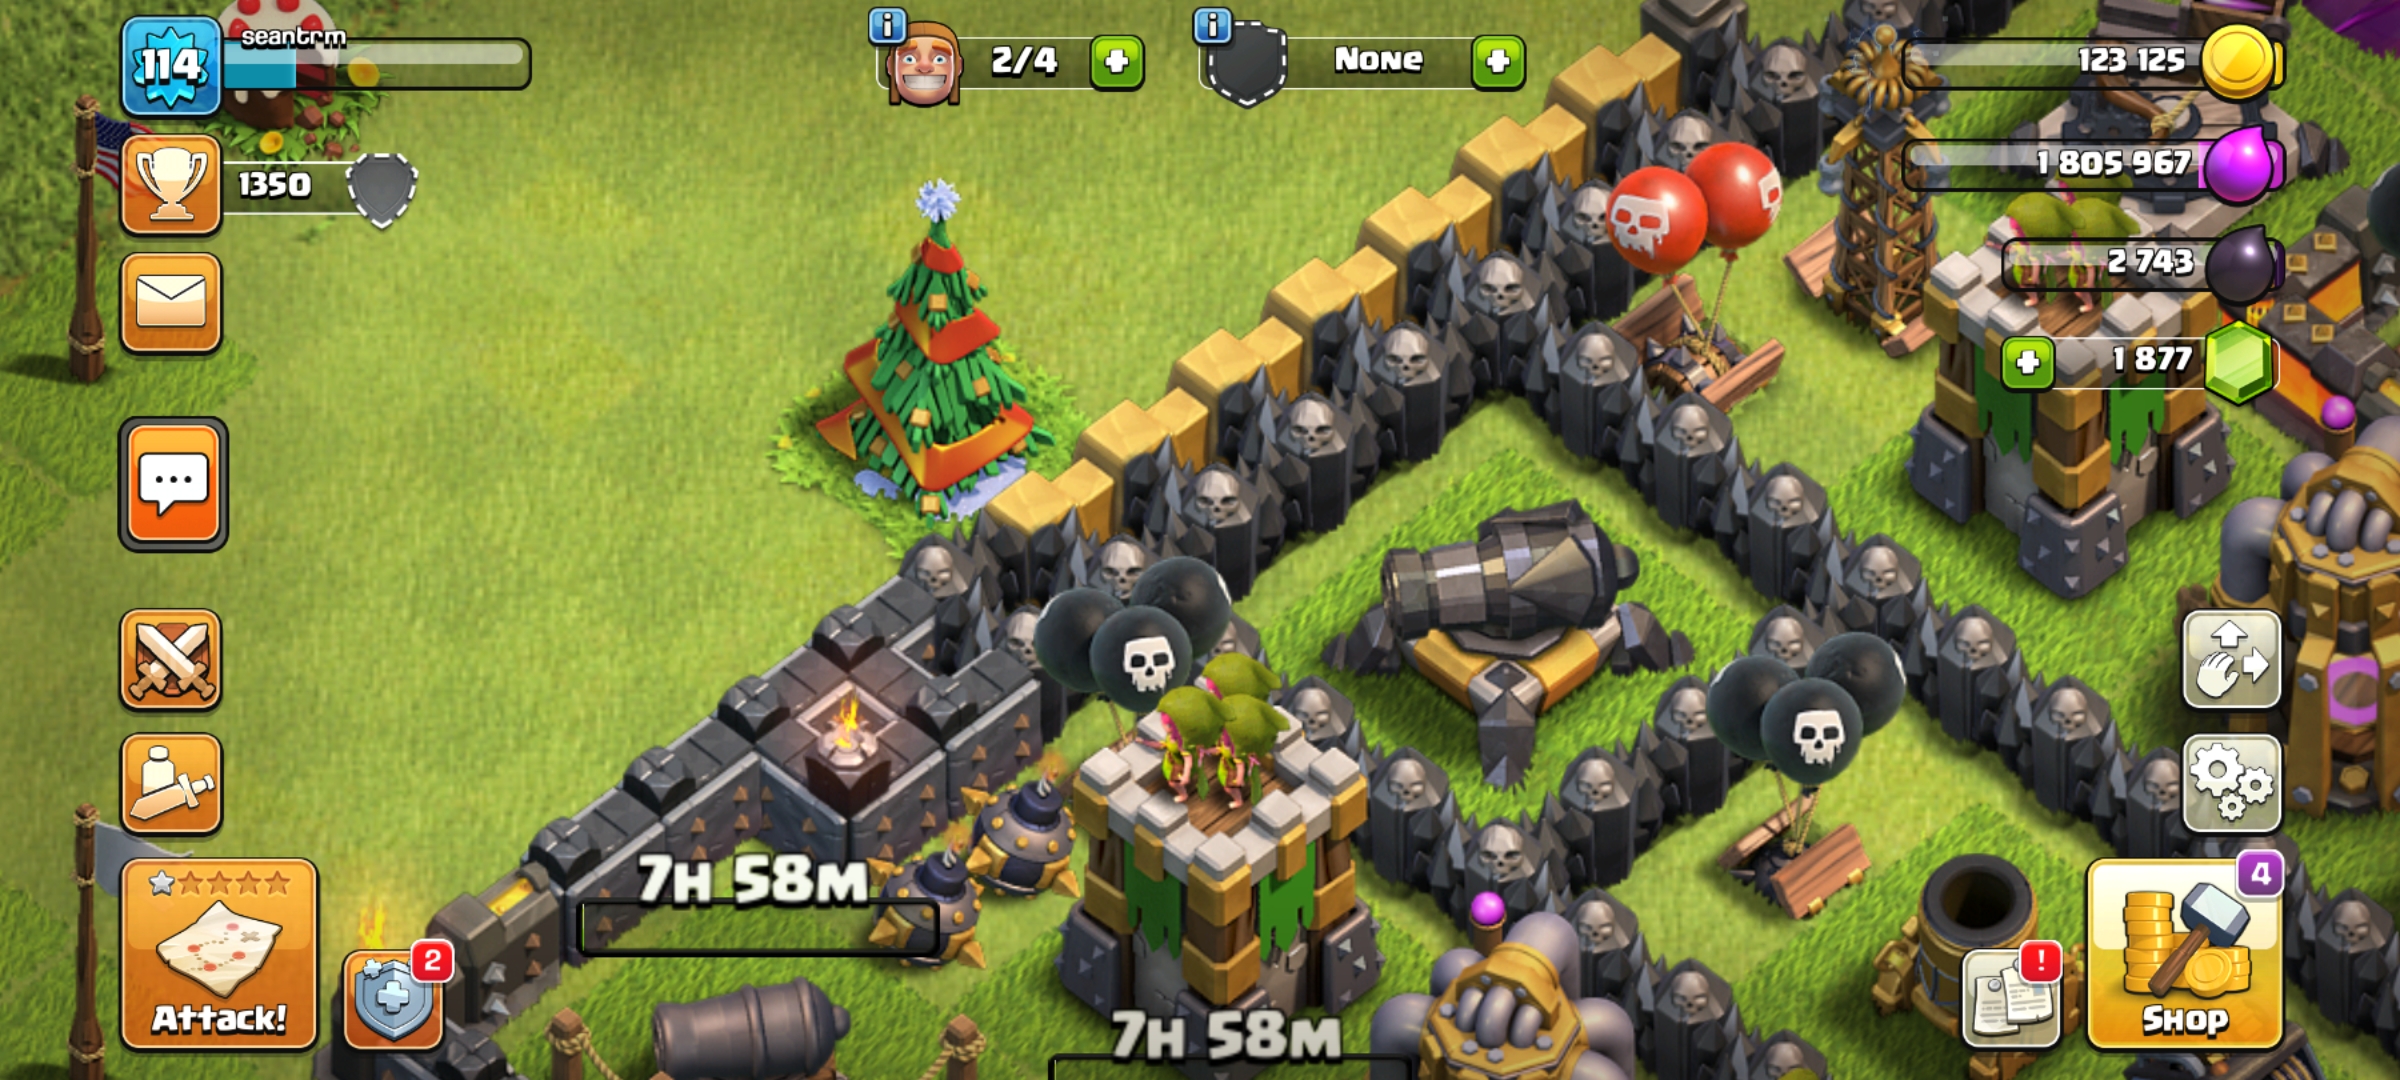 114
seantrm
i
2/4
i
None
123 125
1350
1 805 967
2 743
1 877
7H 58M
4
2
!
Attack!
Shop
7H 58M